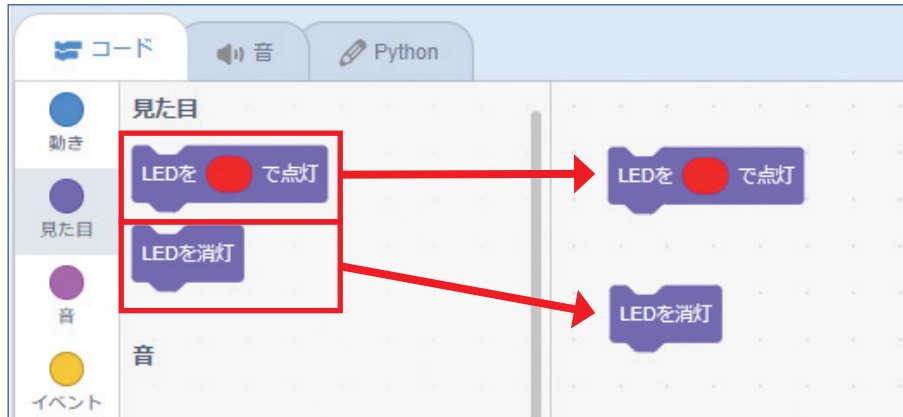 コード
音
Python
動き
見た目
音
イベント
見た目
LEDを で点灯
LEDを消灯
音
LEDを で点灯
LEDを消灯